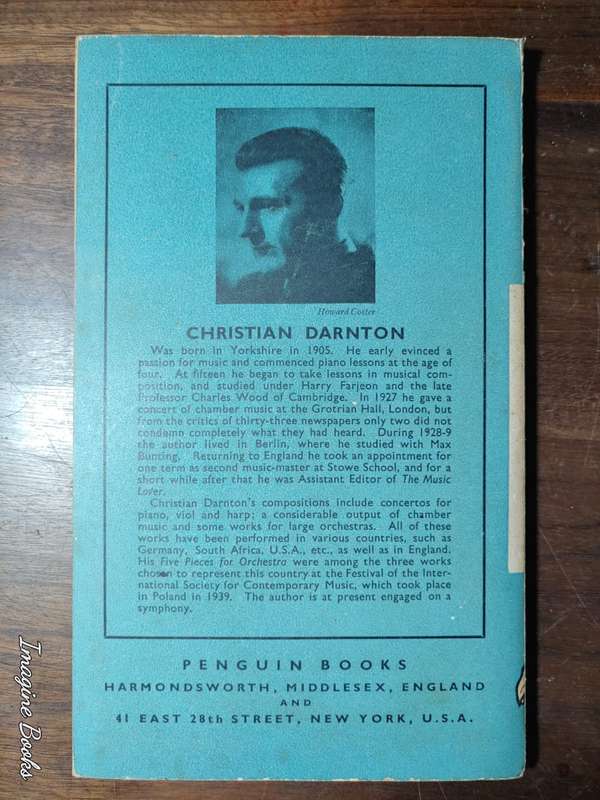 Howard Coster
CHRISTIAN DARNTON
Was born in Yorkshire in 1905. He early evinced a
passion for music and commenced piano lessons at the age of
four. At fifteen he began to take lessons in musical com-
position, and studied under Harry Farjeon and the late
Professor Charles Wood of Cambridge. In 1927 he gave a
concert of chamber music at the Grotrian Hall, London, but
from the critics of thirty-three newspapers only two did not
condemn completely what they had heard. During 1928-9
the author lived in Berlin, where he studied with Max
Bunting. Returning to England he took an appointment for
one term as second music-master at Stowe School, and for a
short while after that he was Assistant Editor of The Music
Lover.
Christian Darnton's compositions include concertos for
piano, viol and harp; a considerable output of chamber
music and some works for large orchestras. All of these
works have been performed in various countries, such as
Germany, South Africa, U.S.A., etc., as well as in England.
His Five Pieces for Orchestra were among the three works
chosen to represent this country at the Festival of the Inter-
national Society for Contemporary Music, which took place
in Poland in 1939. The author is at present engaged on a
symphony.
PENGUIN BOOKS
HARMONDSWORTH, MIDDLESEX, ENGLAND
AND
41 EAST 28th STREET, NEW YORK, U.S.A.
Imagine Books